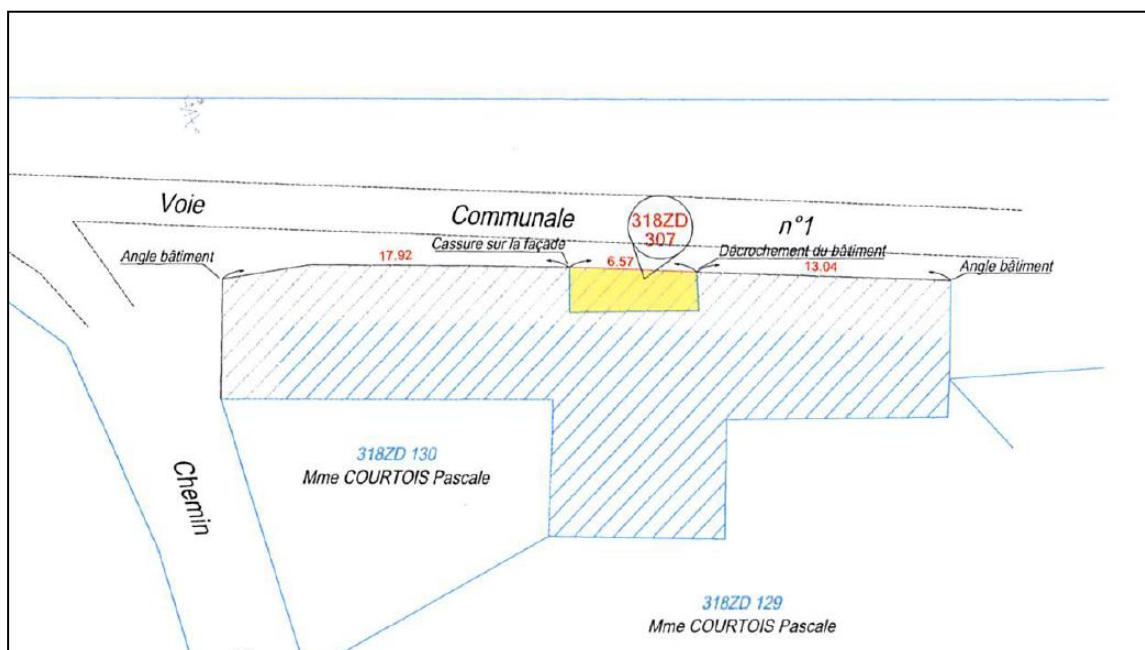 Voie
Communale
n°1
318ZD
307
Angle bâtiment
17.92
Cassure sur la façade
6.57
Décrochement du bâtiment
13.04
Angle bâtiment
Chemin
318ZD 130
Mme COURTOIS Pascale
318ZD 129
Mme COURTOIS Pascale